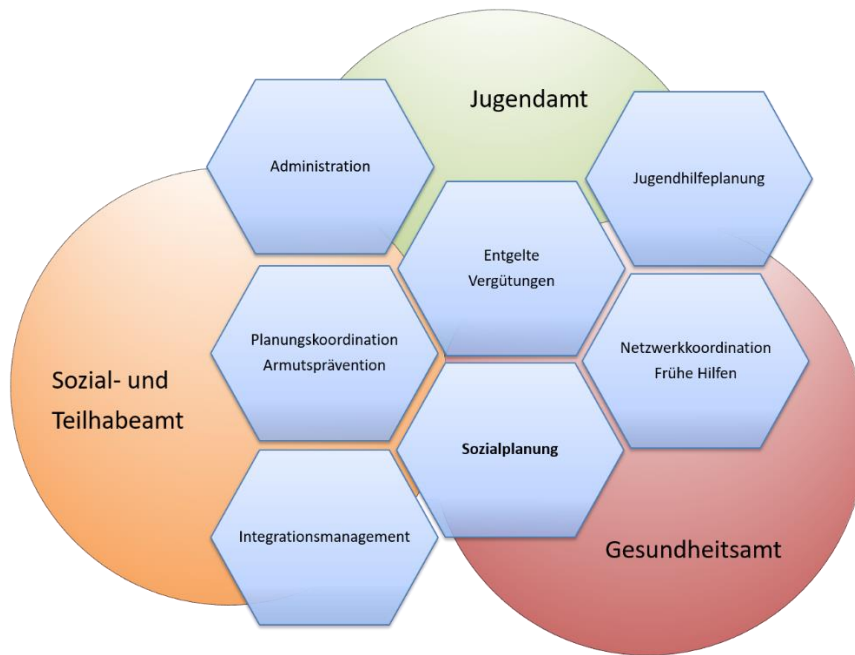 Jugendamt
Administration
Jugendhilfeplanung
Entgelte
Vergütungen
Planungskoordination
Armutsprävention
Netzwerkkoordination
Frühe Hilfen
Sozial- und
Teilhabeamt
Sozialplanung
Integrationsmanagement
Gesundheitsamt